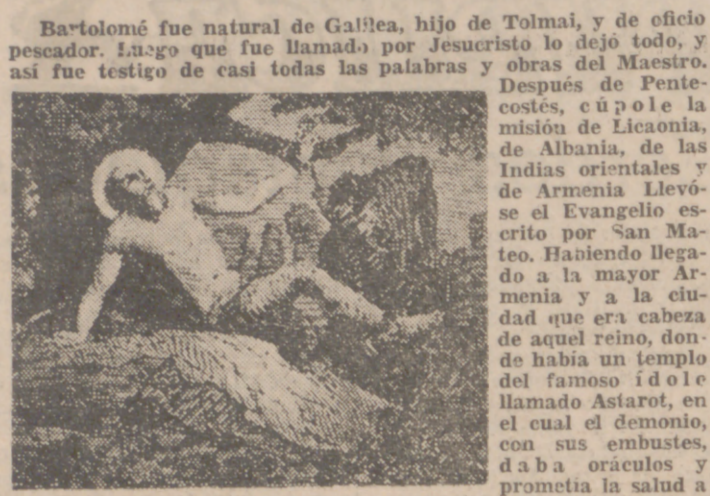 Bartolomé fue natural de Galilea, hijo de Tolmai, y de oficio
pescador. Luego que fue llamado por Jesucristo lo dejó todo, y
así fue testigo de casi todas las palabras y obras del Maestro.
Después de Pente-
costés, cúpole la
misión de Licaonia,
de Albania, de las
Indias orientales y
de Armenia Llevó-
se el Evangelio es-
crito por San Ma-
teo. Habiendo llega-
do a la mayor Ar-
menia y a la ciu-
dad que era cabeza
de aquel reino, don-
de había un templo
del famoso ídolo
llamado Astarot, en
el cual el demonio,
con sus embustes,
daba oráculos y
prometía la salud a